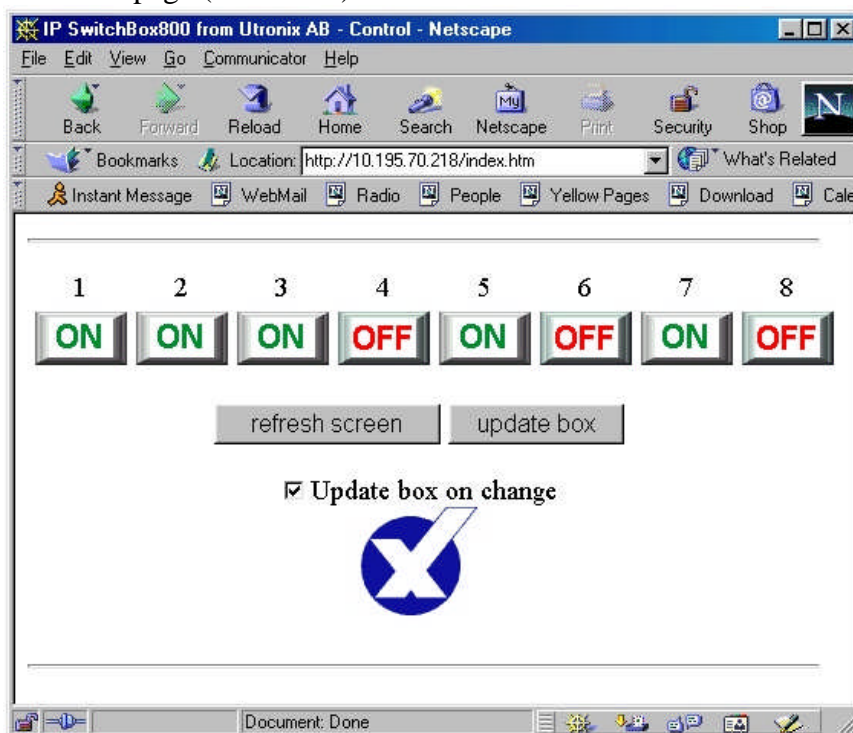 IP SwitchBox800 from Utronix AB - Control - Netscape
File Edit View Go Communicator Help
Back Forward Reload Home Search Netscape Print Security Shop
My
N
Bookmarks Location: http://10.195.70.218/index.htm What's Related
Instant Message WebMail Radio People Yellow Pages Download Cale
1 2 3 4 5 6 7 8
ON ON ON OFF ON OFF ON OFF
refresh screen update box
Update box on change
X
Document: Done